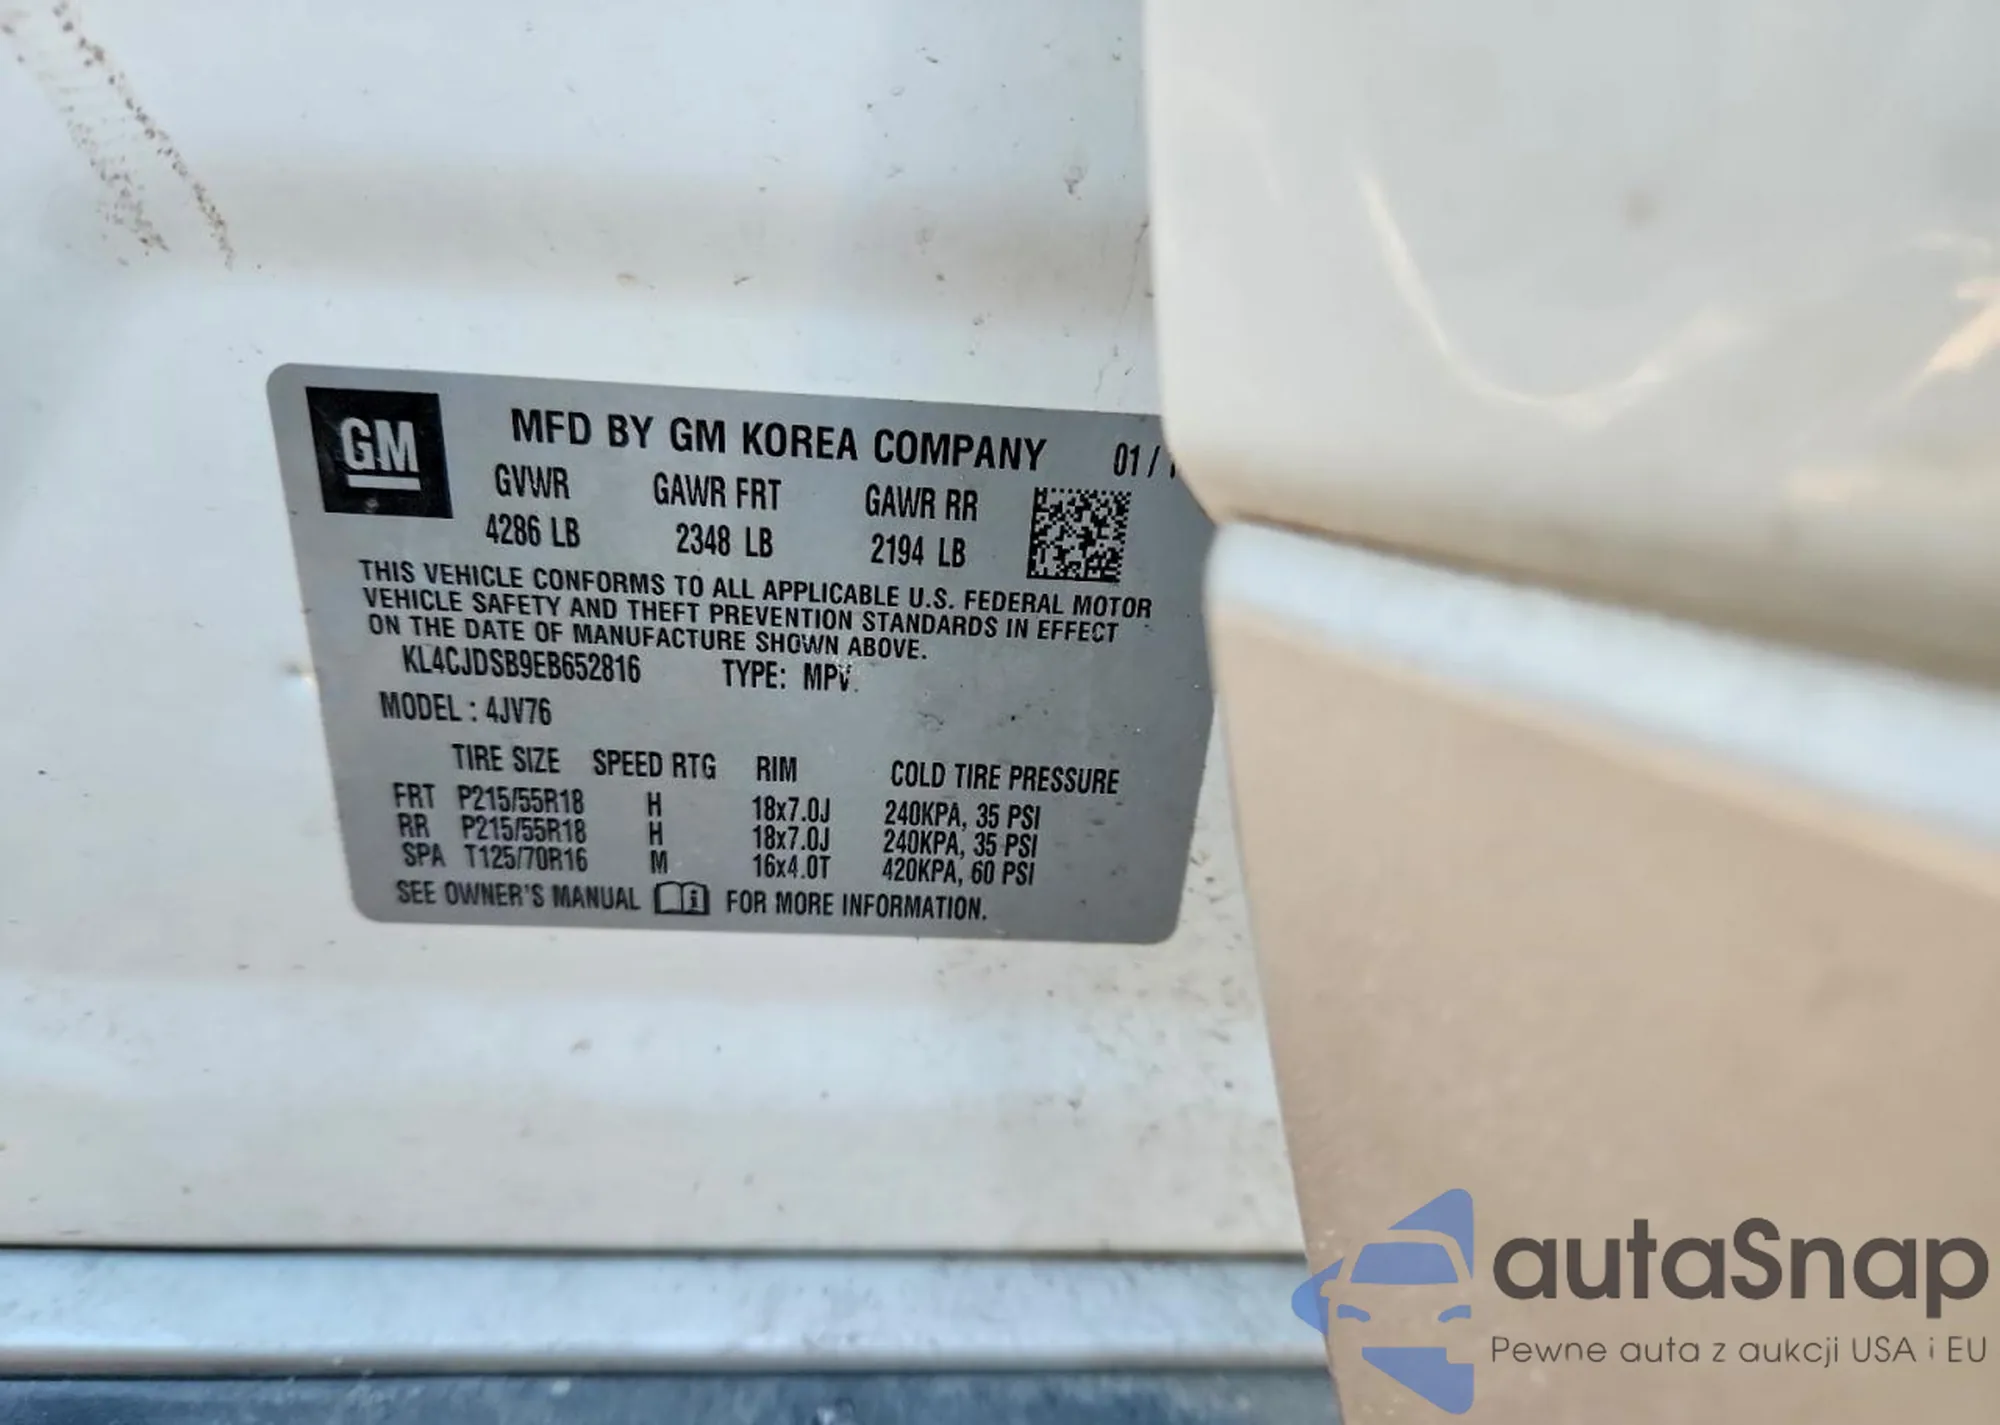 GM
MFD BY GM KOREA COMPANY 01 /
GVWR GAWR FRT GAWR RR
4286 LB 2348 LB 2194 LB
THIS VEHICLE CONFORMS TO ALL APPLICABLE U.S. FEDERAL MOTOR
VEHICLE SAFETY AND THEFT PREVENTION STANDARDS IN EFFECT
ON THE DATE OF MANUFACTURE SHOWN ABOVE.
KL4CJDSB9EB652816 TYPE: MPV
MODEL : 4JV76
TIRE SIZE SPEED RTG RIM COLD TIRE PRESSURE
FRT P215/55R18 H 18x7.0J 240KPA, 35 PSI
RR P215/55R18 H 18x7.0J 240KPA, 35 PSI
SPA T125/70R16 M 16x4.0T 420KPA, 60 PSI
SEE OWNER'S MANUAL FOR MORE INFORMATION.
autaSnap
Pewne auta z aukcji USA i EU